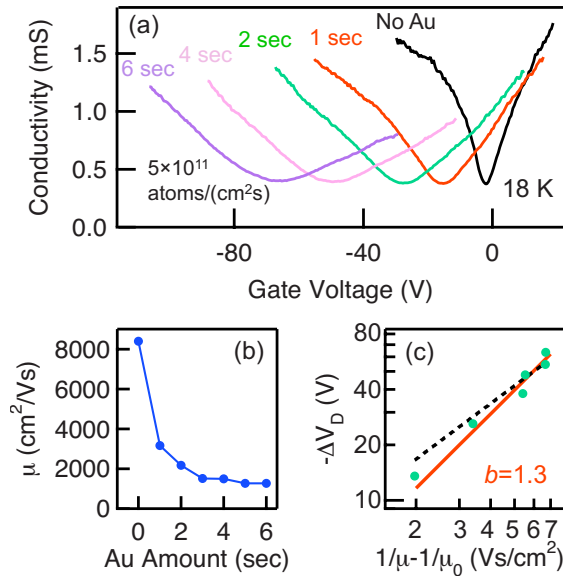 (a)
No Au
6 sec
4 sec
2 sec
1 sec
Conductivity (mS)
1.5
1.0
0.5
0.0
5×10¹¹
atoms/(cm²s)
18 K
-80
-40
0
Gate Voltage (V)
(b)
μ (cm²/Vs)
8000
6000
4000
2000
0
0
2
4
6
Au Amount (sec)
(c)
-ΔV_D (V)
80
40
10
b=1.3
2
3
4
5
6
7
1/μ-1/μ₀ (Vs/cm²)